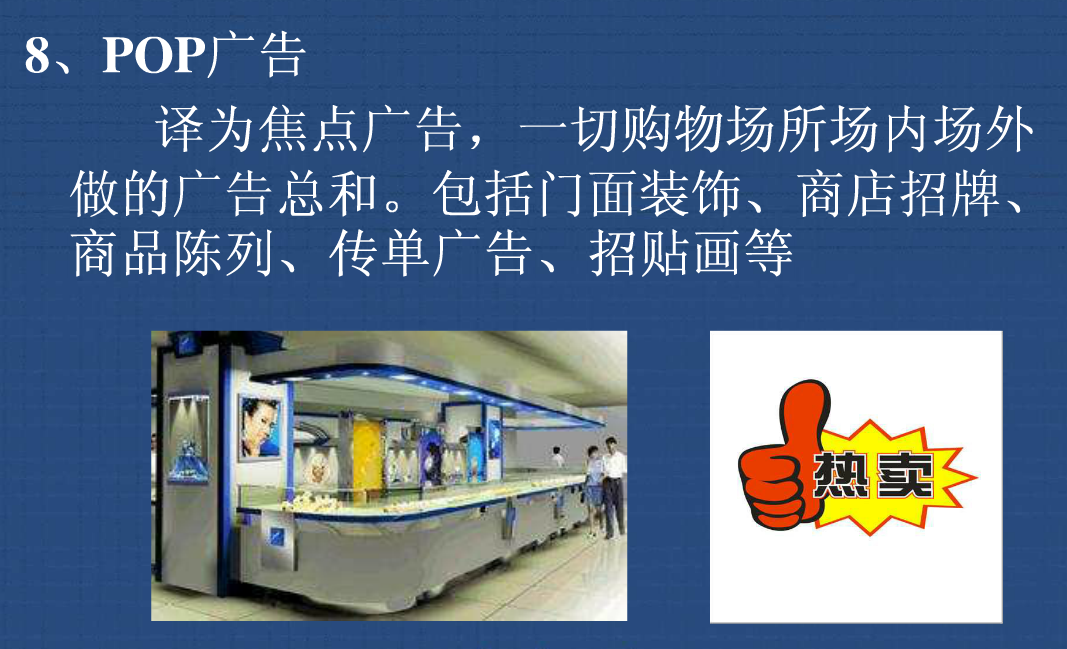 8、POP广告
译为焦点广告，一切购物场所场内场外
做的广告总和。包括门面装饰、商店招牌、
商品陈列、传单广告、招贴画等
热卖